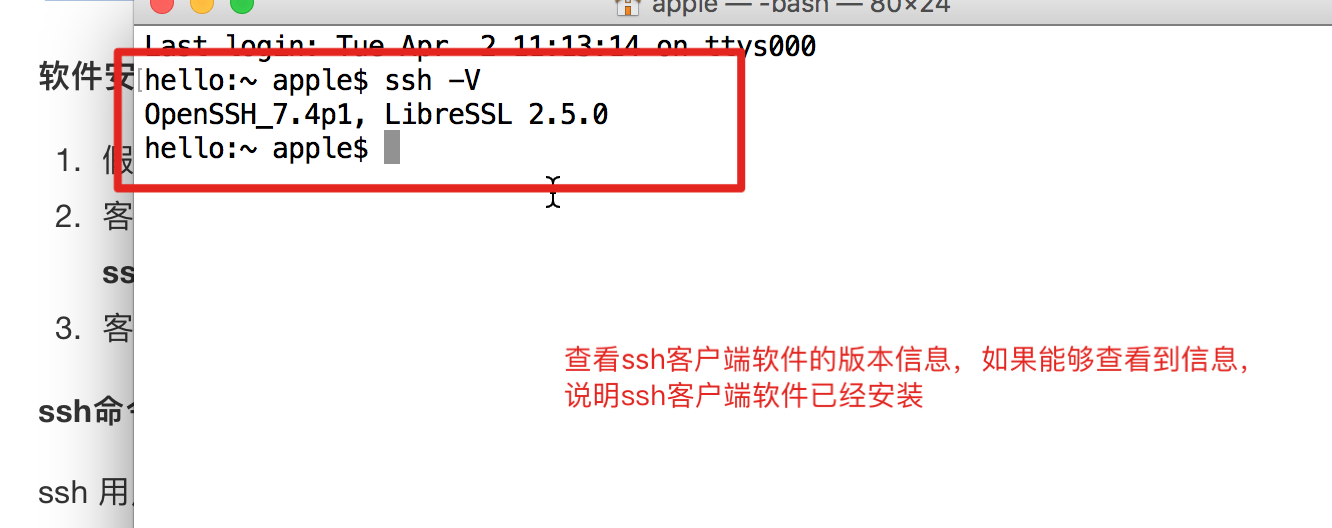 apple — -bash — 80×24
Last login: Tue Apr  2 11:13:14 on ttys000
hello:~ apple$ ssh -V
OpenSSH_7.4p1, LibreSSL 2.5.0
hello:~ apple$
查看ssh客户端软件的版本信息，如果能够查看到信息，
说明ssh客户端软件已经安装
软件安
1. 假
2. 客
ss
3. 客
ssh命
ssh 用